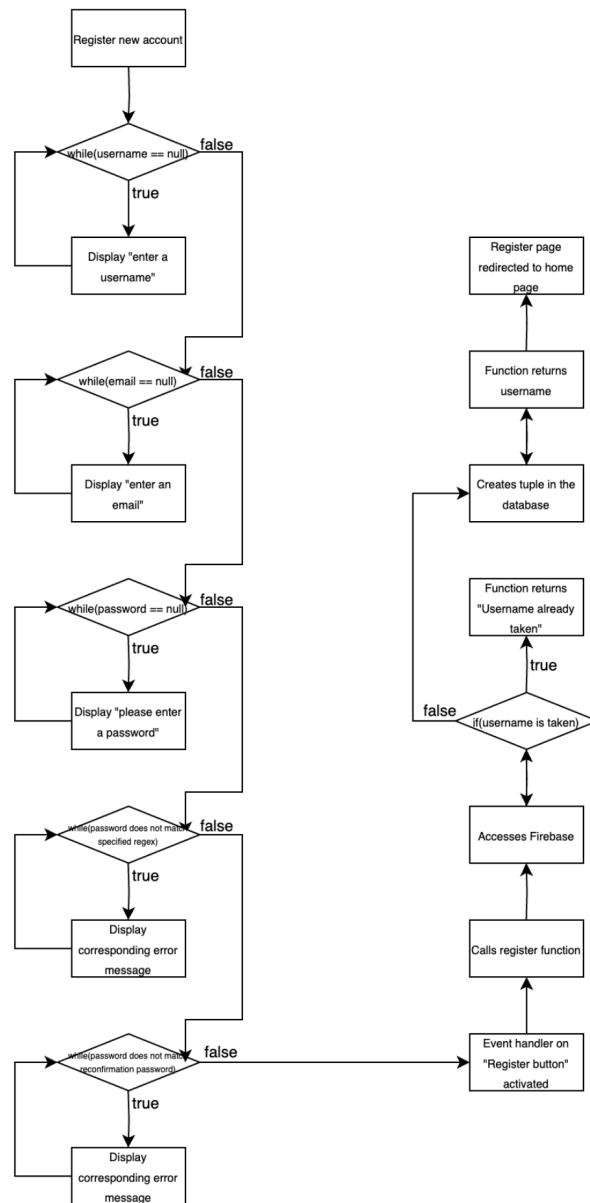 Register new account
while(username == null)
false
true
Display "enter a
username"
while(email == null)
false
true
Display "enter an
email"
while(password == null)
false
true
Display "please enter
a password"
while(password does not match
specified regex)
false
true
Display
corresponding error
message
while(password does not match
reconfirmation password)
false
true
Display
corresponding error
message
Register page
redirected to home
page
Function returns
username
Creates tuple in the
database
Function returns
"Username already
taken"
true
false
if(username is taken)
Accesses Firebase
Calls register function
Event handler on
"Register button"
activated